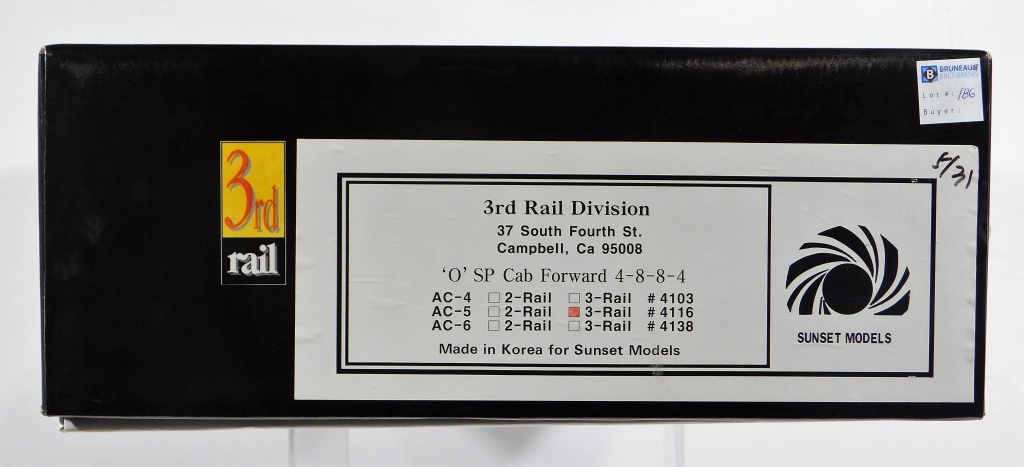 BRUNEAU &
AUCTIONEERS
Lot #: 186
Buyer:
3rd
rail
5/31
3rd Rail Division
37 South Fourth St.
Campbell, Ca 95008
‘O’ SP Cab Forward 4-8-8-4
AC-4 2-Rail 3-Rail # 4103
AC-5 2-Rail 3-Rail # 4116
AC-6 2-Rail 3-Rail # 4138
Made in Korea for Sunset Models
SUNSET MODELS